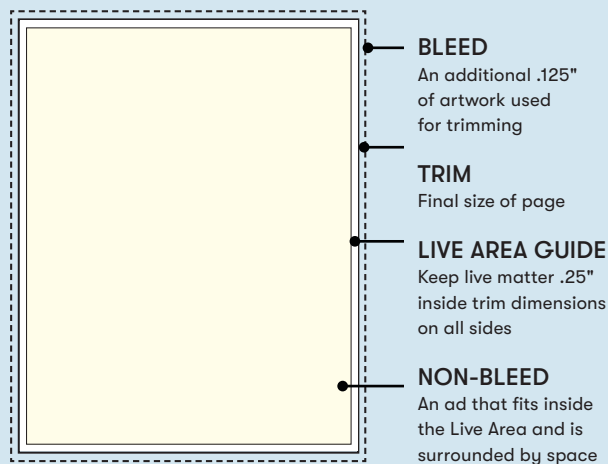 BLEED
An additional .125"
of artwork used
for trimming
TRIM
Final size of page
LIVE AREA GUIDE
Keep live matter .25"
inside trim dimensions
on all sides
NON-BLEED
An ad that fits inside
the Live Area and is
surrounded by space